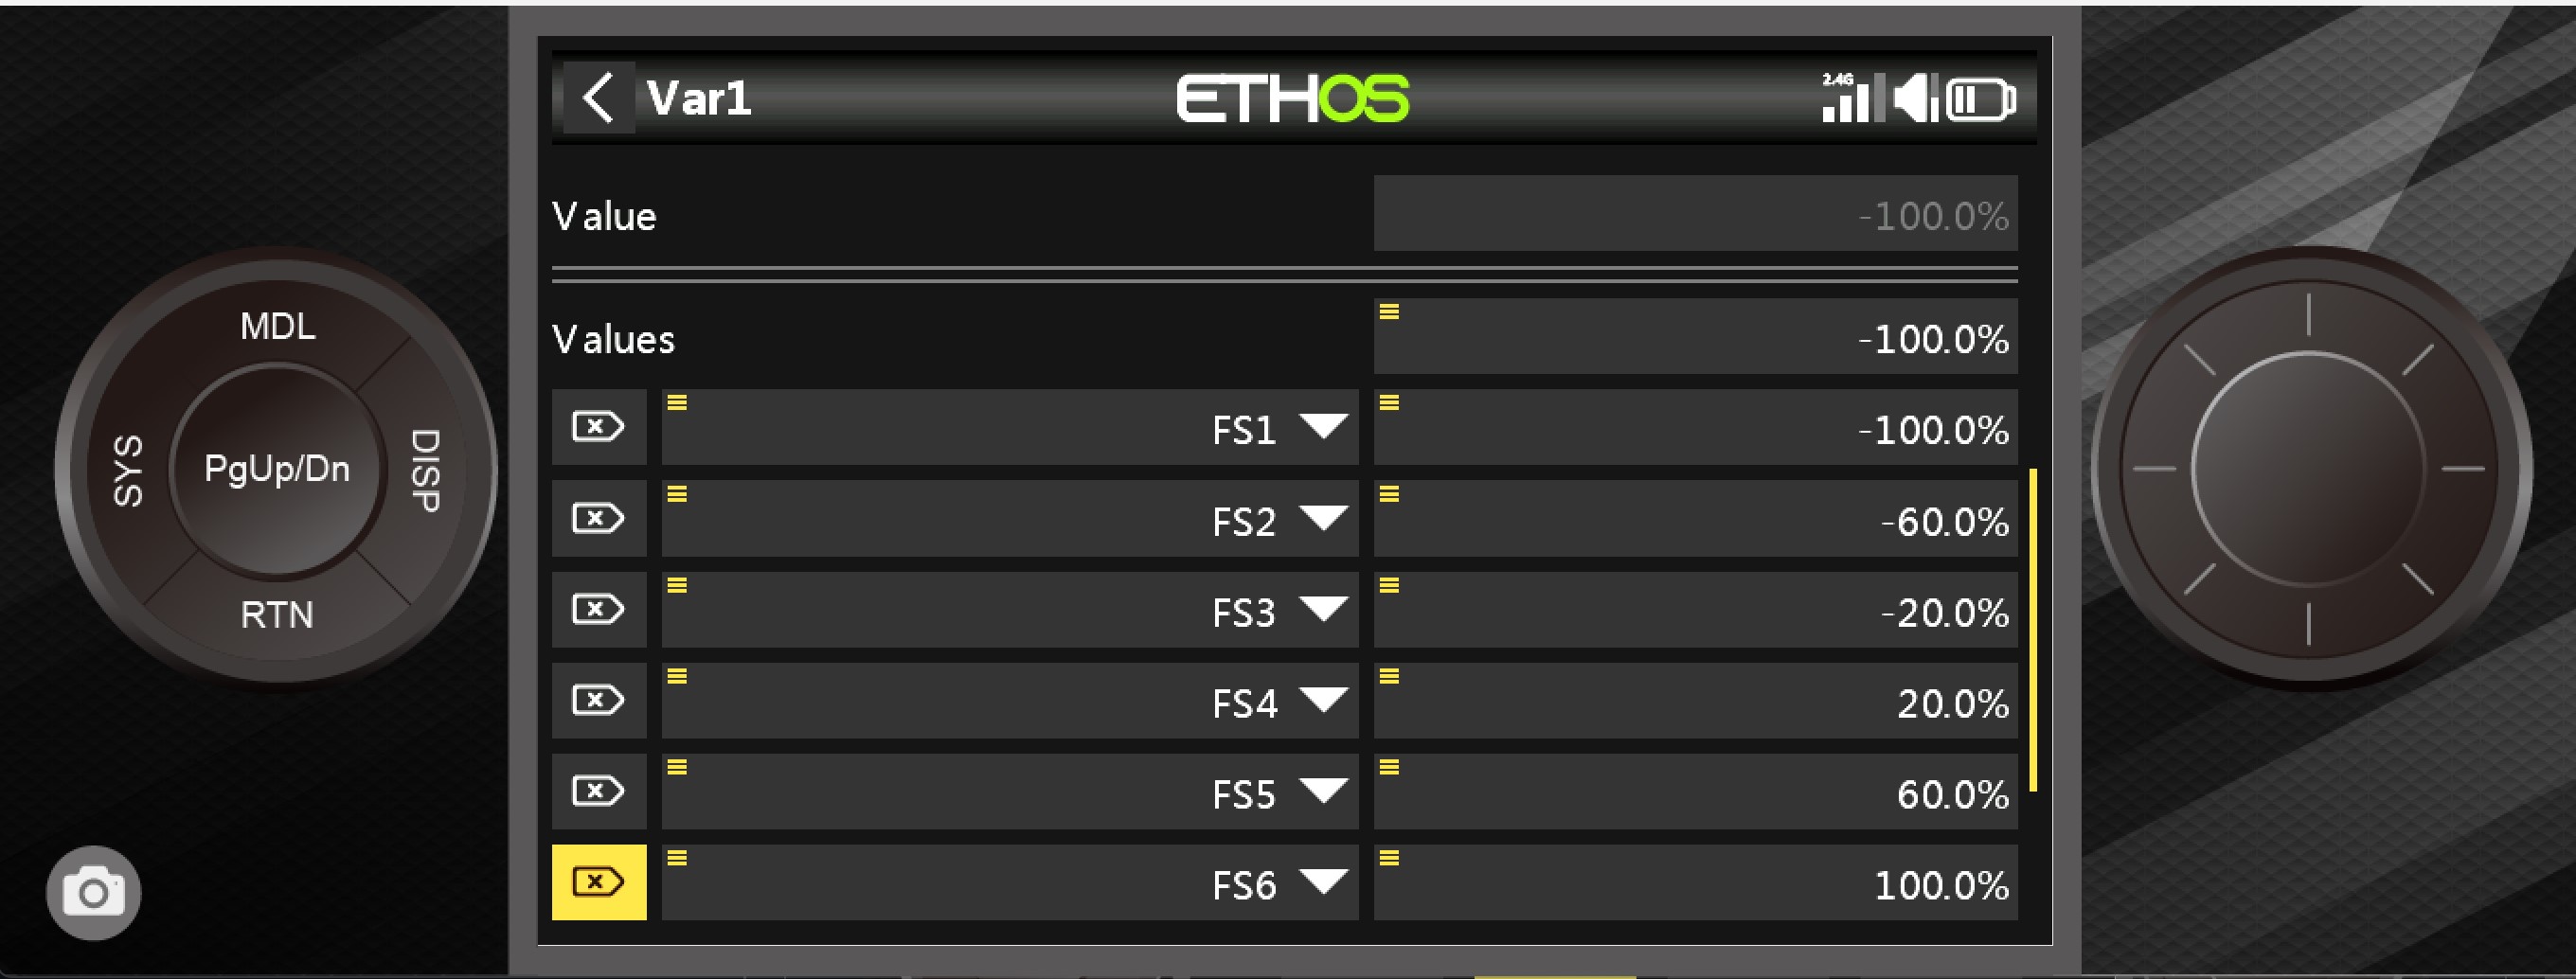 Var1
ETHOS
2.4G
Value
-100.0%
Values
-100.0%
FS1
-100.0%
FS2
-60.0%
FS3
-20.0%
FS4
20.0%
FS5
60.0%
FS6
100.0%
MDL
SYS
PgUp/Dn
DISP
RTN